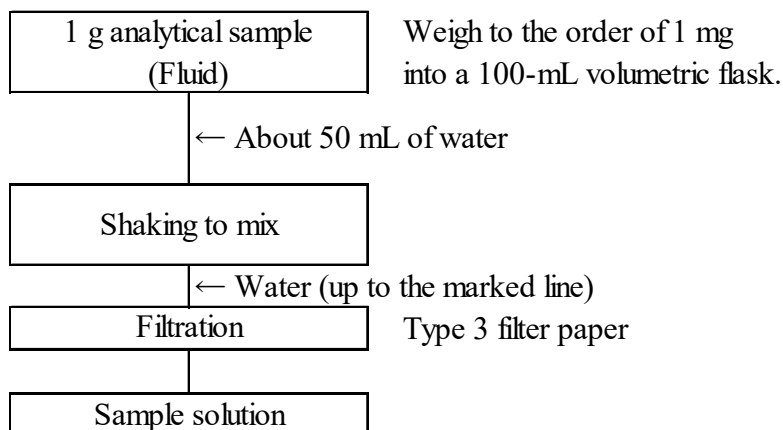 1 g analytical sample
(Fluid)
Weigh to the order of 1 mg
into a 100-mL volumetric flask.
← About 50 mL of water
Shaking to mix
← Water (up to the marked line)
Filtration
Type 3 filter paper
Sample solution